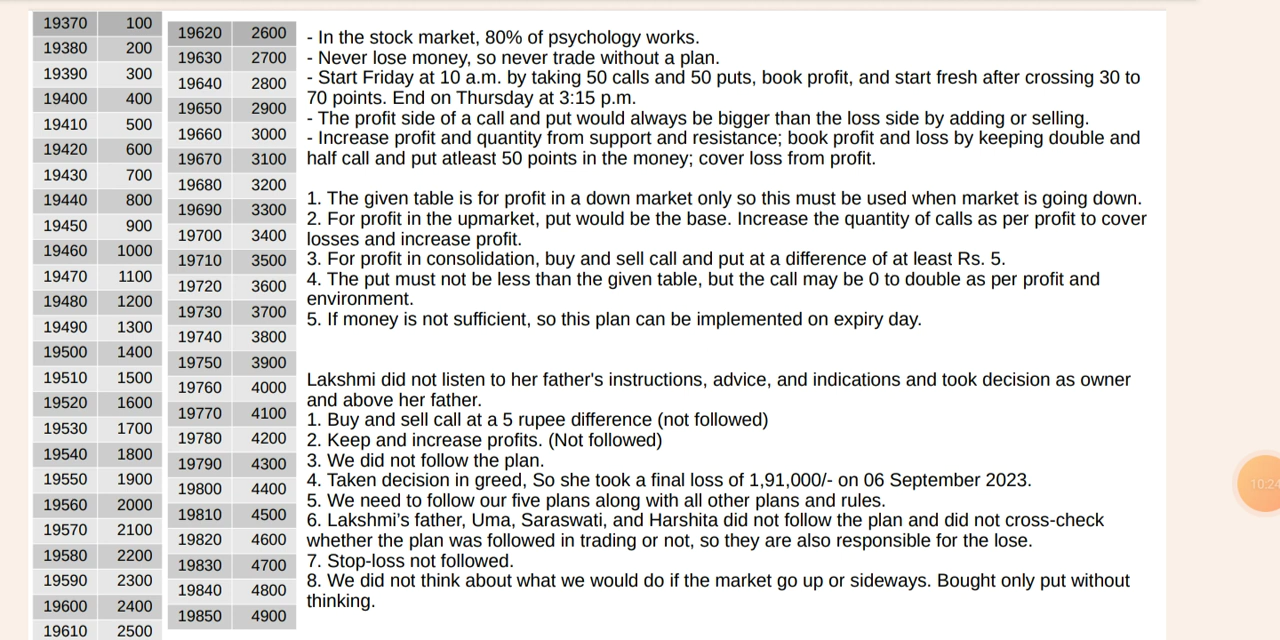 19370 100
19380 200
19390 300
19400 400
19410 500
19420 600
19430 700
19440 800
19450 900
19460 1000
19470 1100
19480 1200
19490 1300
19500 1400
19510 1500
19520 1600
19530 1700
19540 1800
19550 1900
19560 2000
19570 2100
19580 2200
19590 2300
19600 2400
19610 2500
19620 2600
19630 2700
19640 2800
19650 2900
19660 3000
19670 3100
19680 3200
19690 3300
19700 3400
19710 3500
19720 3600
19730 3700
19740 3800
19750 3900
19760 4000
19770 4100
19780 4200
19790 4300
19800 4400
19810 4500
19820 4600
19830 4700
19840 4800
19850 4900
- In the stock market, 80% of psychology works.
- Never lose money, so never trade without a plan.
- Start Friday at 10 a.m. by taking 50 calls and 50 puts, book profit, and start fresh after crossing 30 to
70 points. End on Thursday at 3:15 p.m.
- The profit side of a call and put would always be bigger than the loss side by adding or selling.
- Increase profit and quantity from support and resistance; book profit and loss by keeping double and
half call and put atleast 50 points in the money; cover loss from profit.
1. The given table is for profit in a down market only so this must be used when market is going down.
2. For profit in the upmarket, put would be the base. Increase the quantity of calls as per profit to cover
losses and increase profit.
3. For profit in consolidation, buy and sell call and put at a difference of at least Rs. 5.
4. The put must not be less than the given table, but the call may be 0 to double as per profit and
environment.
5. If money is not sufficient, so this plan can be implemented on expiry day.
Lakshmi did not listen to her father's instructions, advice, and indications and took decision as owner
and above her father.
1. Buy and sell call at a 5 rupee difference (not followed)
2. Keep and increase profits. (Not followed)
3. We did not follow the plan.
4. Taken decision in greed, So she took a final loss of 1,91,000/- on 06 September 2023.
5. We need to follow our five plans along with all other plans and rules.
6. Lakshmi's father, Uma, Saraswati, and Harshita did not follow the plan and did not cross-check
whether the plan was followed in trading or not, so they are also responsible for the lose.
7. Stop-loss not followed.
8. We did not think about what we would do if the market go up or sideways. Bought only put without
thinking.
10:24